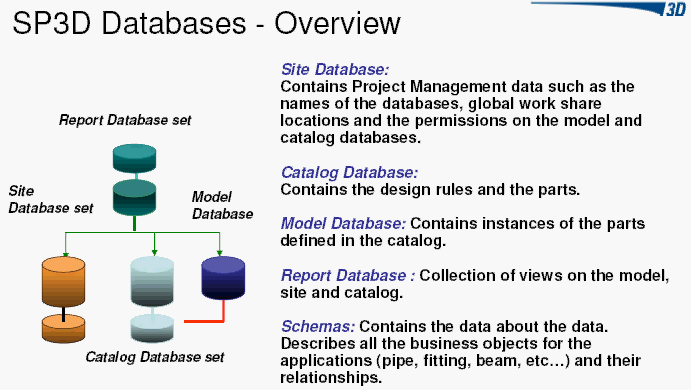 SP3D Databases - Overview
3D
Site Database:
Contains Project Management data such as the
names of the databases, global work share
locations and the permissions on the model and
catalog databases.
Report Database set
Catalog Database:
Contains the design rules and the parts.
Site
Database set
Model
Database
Model Database: Contains instances of the parts
defined in the catalog.
Report Database : Collection of views on the model,
site and catalog.
Schemas: Contains the data about the data.
Describes all the business objects for the
applications (pipe, fitting, beam, etc...) and their
relationships.
Catalog Database set